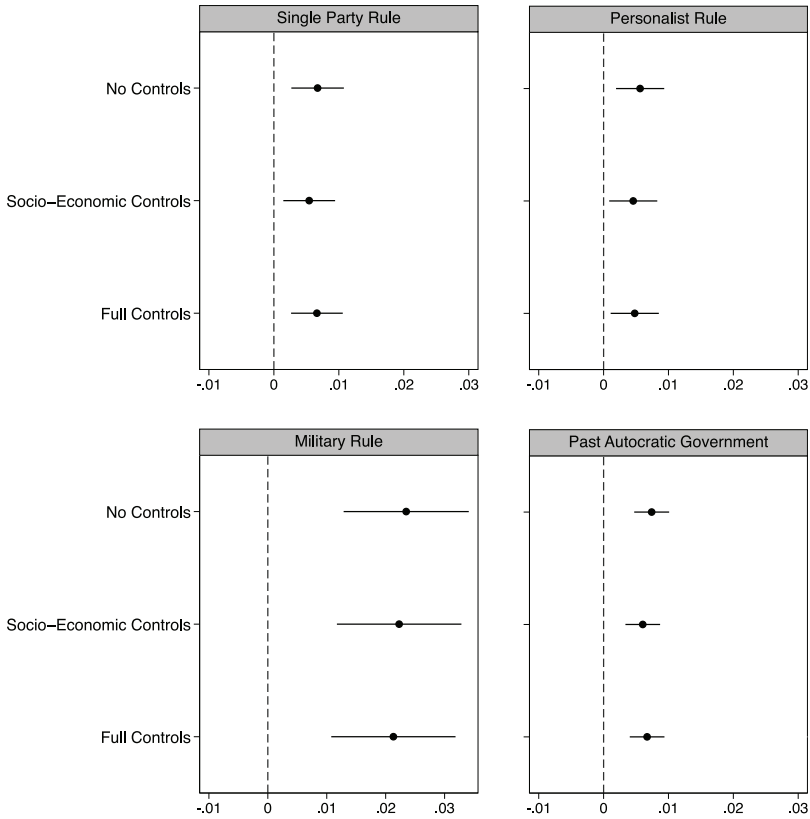 Single Party Rule
No Controls
Socio-Economic Controls
Full Controls
-.01 0 .01 .02 .03
Personalist Rule
-.01 0 .01 .02 .03
Military Rule
No Controls
Socio-Economic Controls
Full Controls
-.01 0 .01 .02 .03
Past Autocratic Government
-.01 0 .01 .02 .03